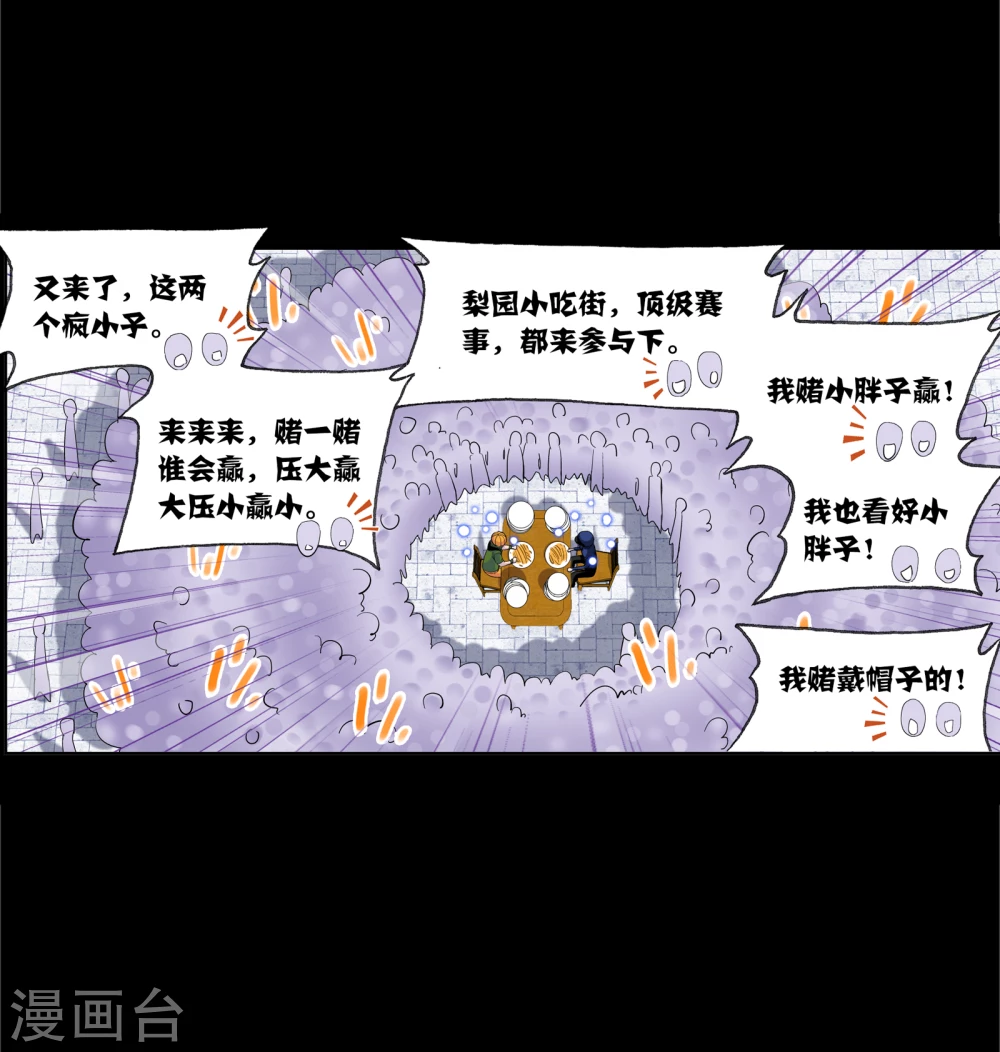 又来了，这两
个疯小子。
梨园小吃街，顶级赛
事，都来参与下。
来来来，赌一赌
谁会赢，压大赢
大压小赢小。
我赌小胖子赢！
我也看好小
胖子！
我赌戴帽子的！
漫画台